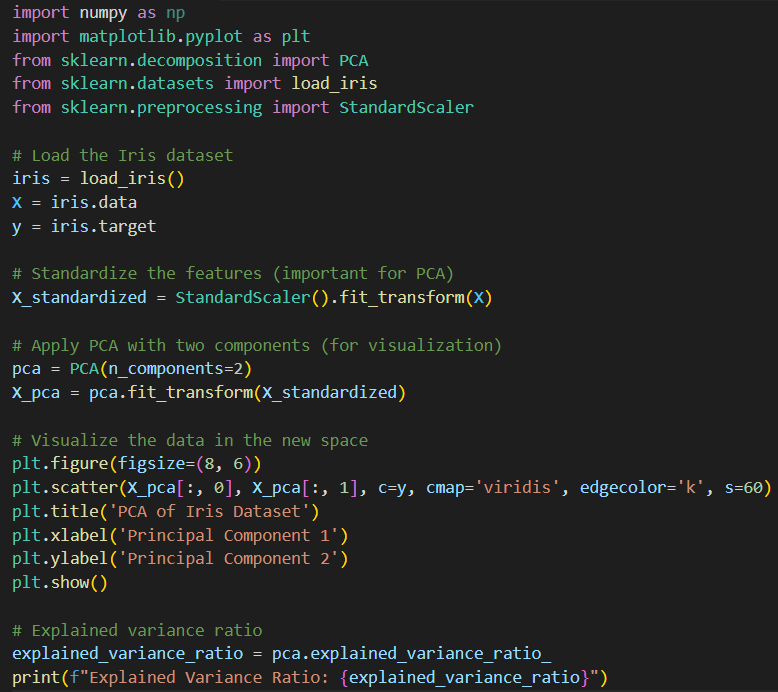 import numpy as np
import matplotlib.pyplot as plt
from sklearn.decomposition import PCA
from sklearn.datasets import load_iris
from sklearn.preprocessing import StandardScaler
# Load the Iris dataset
iris = load_iris()
X = iris.data
y = iris.target
# Standardize the features (important for PCA)
X_standardized = StandardScaler().fit_transform(X)
# Apply PCA with two components (for visualization)
pca = PCA(n_components=2)
X_pca = pca.fit_transform(X_standardized)
# Visualize the data in the new space
plt.figure(figsize=(8, 6))
plt.scatter(X_pca[:, 0], X_pca[:, 1], c=y, cmap='viridis', edgecolor='k', s=60)
plt.title('PCA of Iris Dataset')
plt.xlabel('Principal Component 1')
plt.ylabel('Principal Component 2')
plt.show()
# Explained variance ratio
explained_variance_ratio = pca.explained_variance_ratio_
print(f"Explained Variance Ratio: {explained_variance_ratio}")